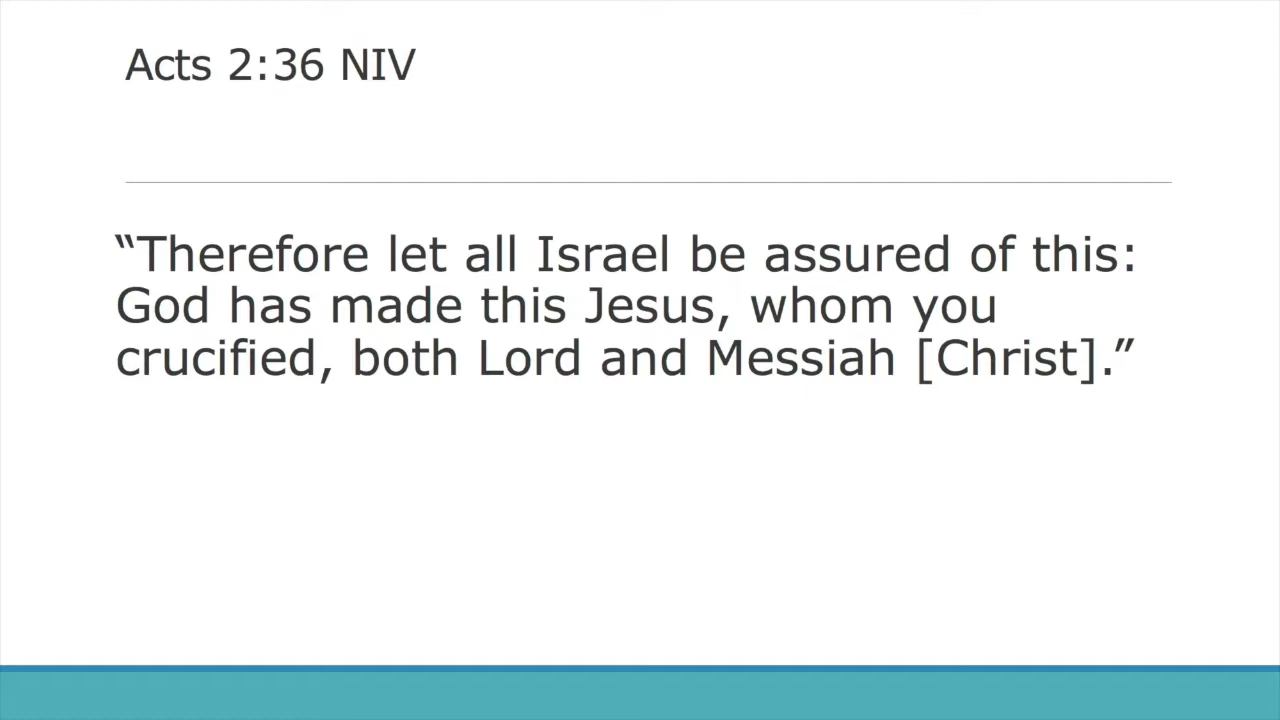 Acts 2:36 NIV
“Therefore let all Israel be assured of this:
God has made this Jesus, whom you
crucified, both Lord and Messiah [Christ].”